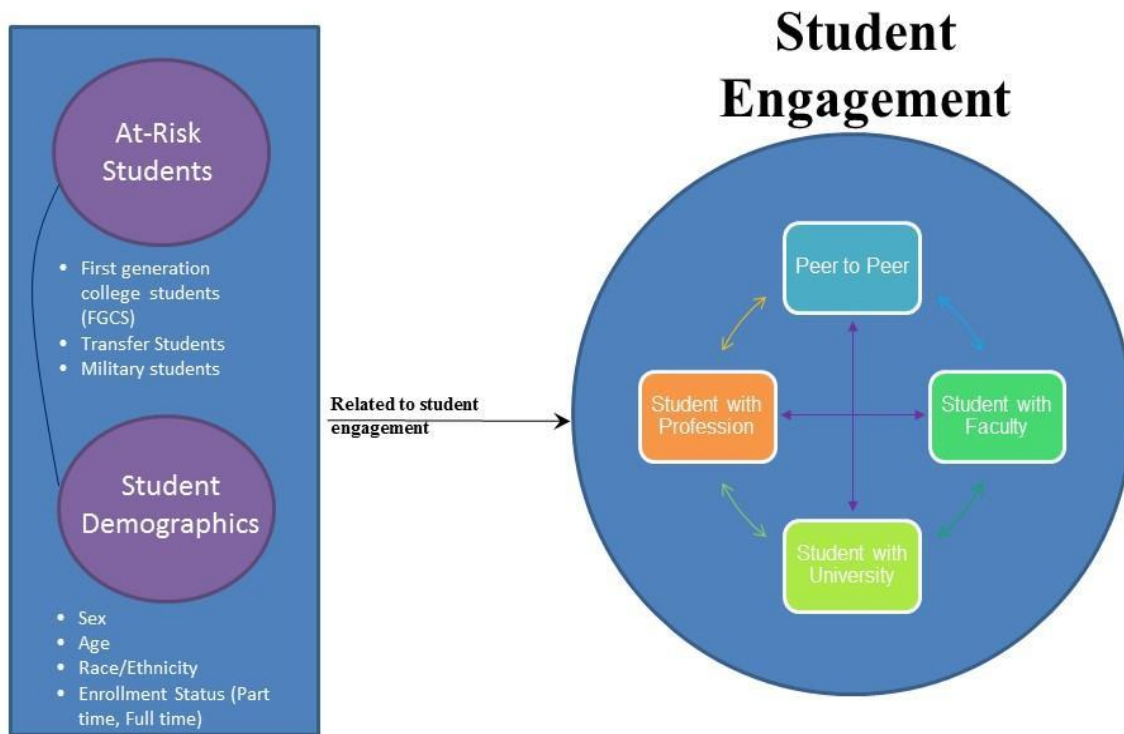 Student
Engagement
At-Risk
Students
• First generation
college students
(FGCS)
• Transfer Students
• Military students
Student
Demographics
• Sex
• Age
• Race/Ethnicity
• Enrollment Status (Part
time, Full time)
Related to student
engagement
Peer to Peer
Student with
Profession
Student with
Faculty
Student with
University